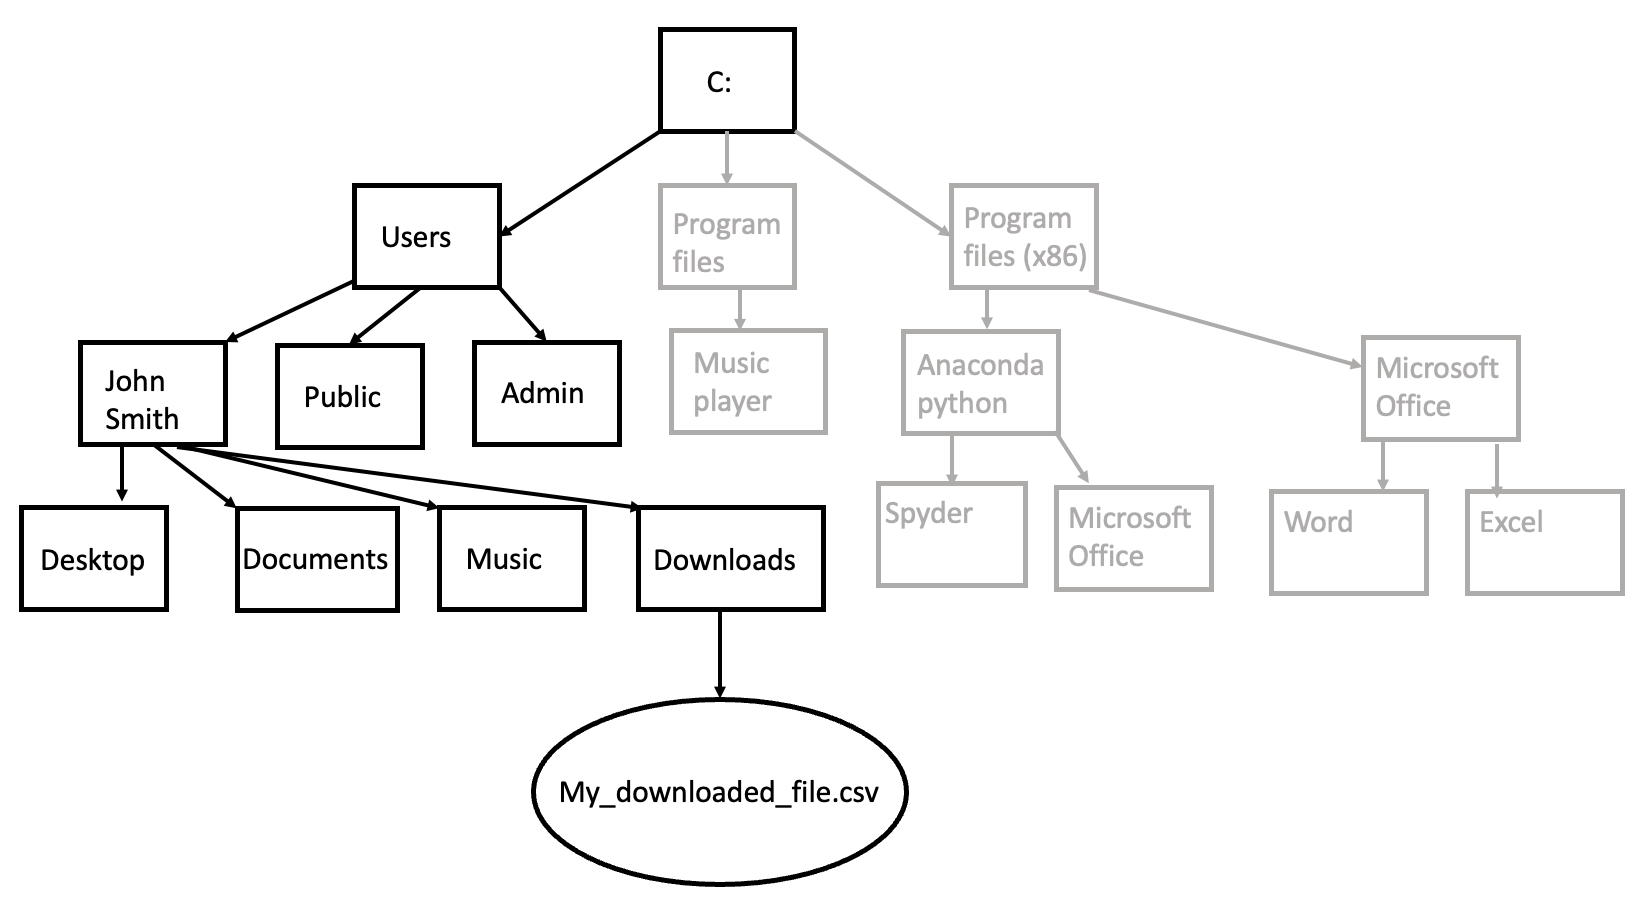 C:
Users
Program
files
Program
files (x86)
John
Smith
Public
Admin
Music
player
Anaconda
python
Microsoft
Office
Desktop
Documents
Music
Downloads
Spyder
Microsoft
Office
Word
Excel
My_downloaded_file.csv